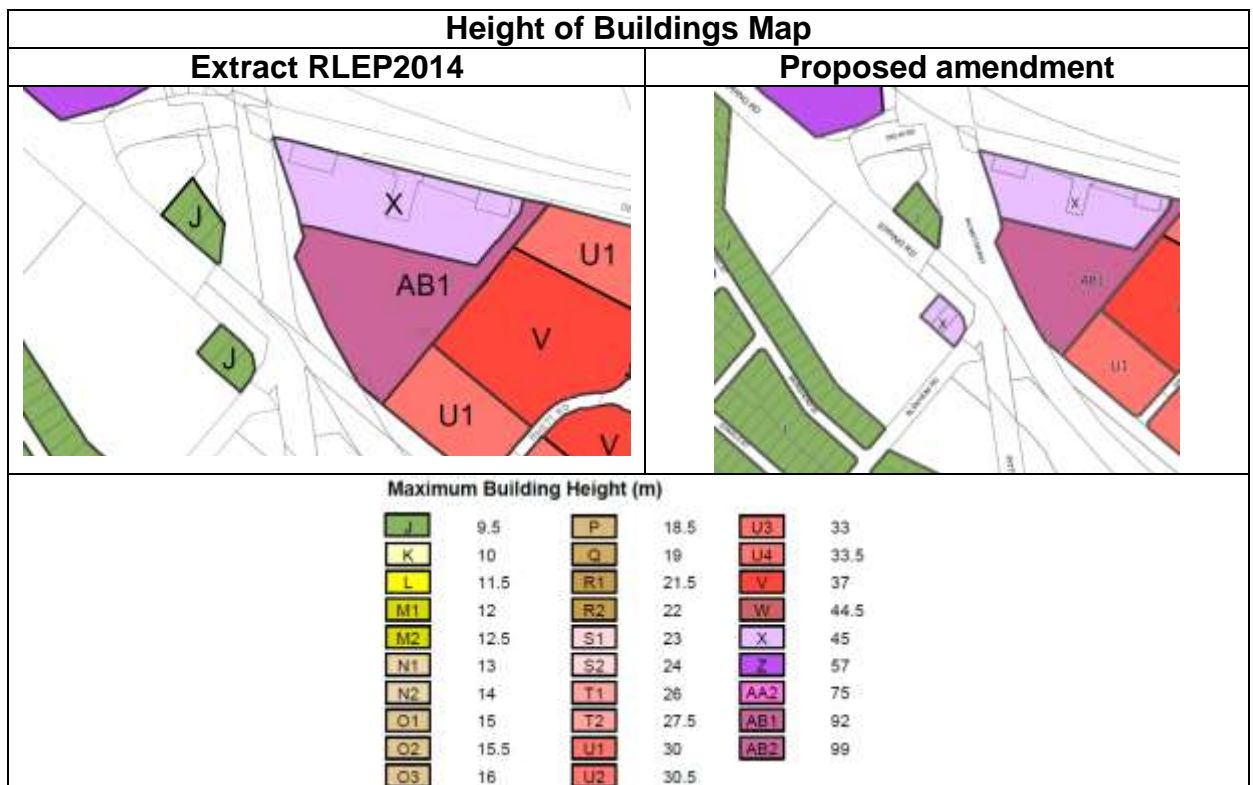 Height of Buildings Map
Extract RLEP2014
Proposed amendment
J
X
AB1
U1
V
J
U1
V
X
AB1
U1
X
Maximum Building Height (m)
J 9.5 P 18.5 U3 33
K 10 Q 19 U4 33.5
L 11.5 R1 21.5 V 37
M1 12 R2 22 W 44.5
M2 12.5 S1 23 X 45
N1 13 S2 24 Z 57
N2 14 T1 26 AA2 75
O1 15 T2 27.5 AB1 92
O2 15.5 U1 30 AB2 99
O3 16 U2 30.5